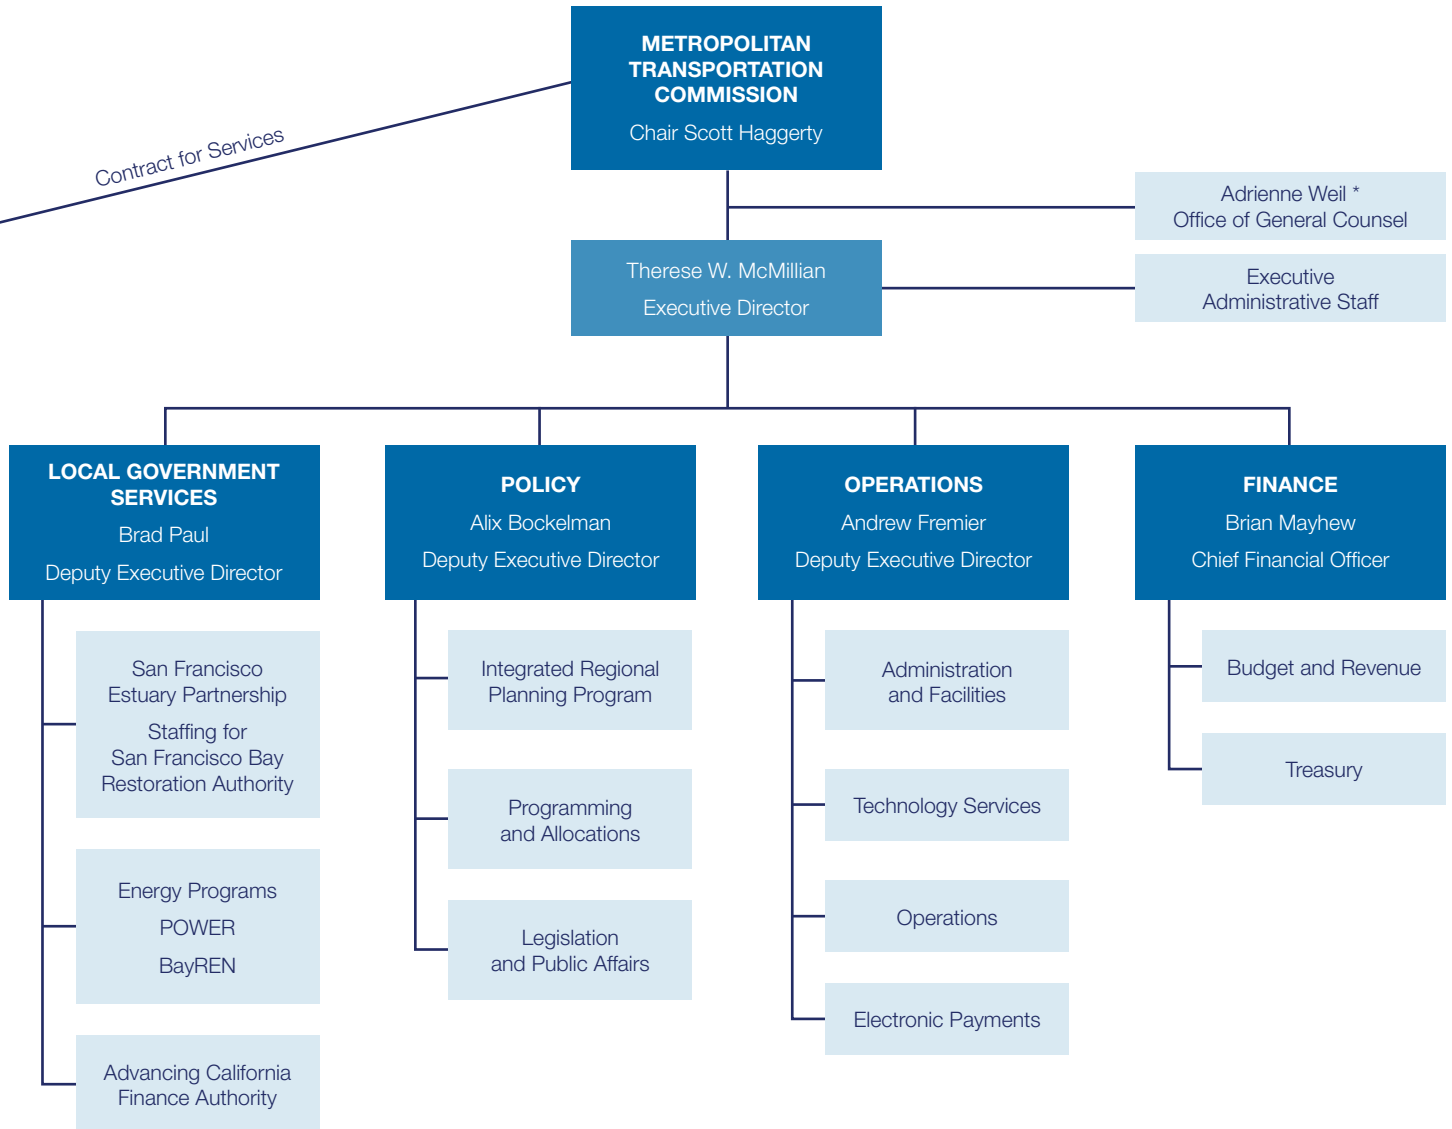 METROPOLITAN
TRANSPORTATION
COMMISSION
Chair Scott Haggerty
Contract for Services
Adrienne Weil *
Office of General Counsel
Therese W. McMillian
Executive Director
Executive
Administrative Staff
LOCAL GOVERNMENT
SERVICES
Brad Paul
Deputy Executive Director
San Francisco
Estuary Partnership
Staffing for
San Francisco Bay
Restoration Authority
Energy Programs
POWER
BayREN
Advancing California
Finance Authority
POLICY
Alix Bockelman
Deputy Executive Director
Integrated Regional
Planning Program
Programming
and Allocations
Legislation
and Public Affairs
OPERATIONS
Andrew Fremier
Deputy Executive Director
Administration
and Facilities
Technology Services
Operations
Electronic Payments
FINANCE
Brian Mayhew
Chief Financial Officer
Budget and Revenue
Treasury